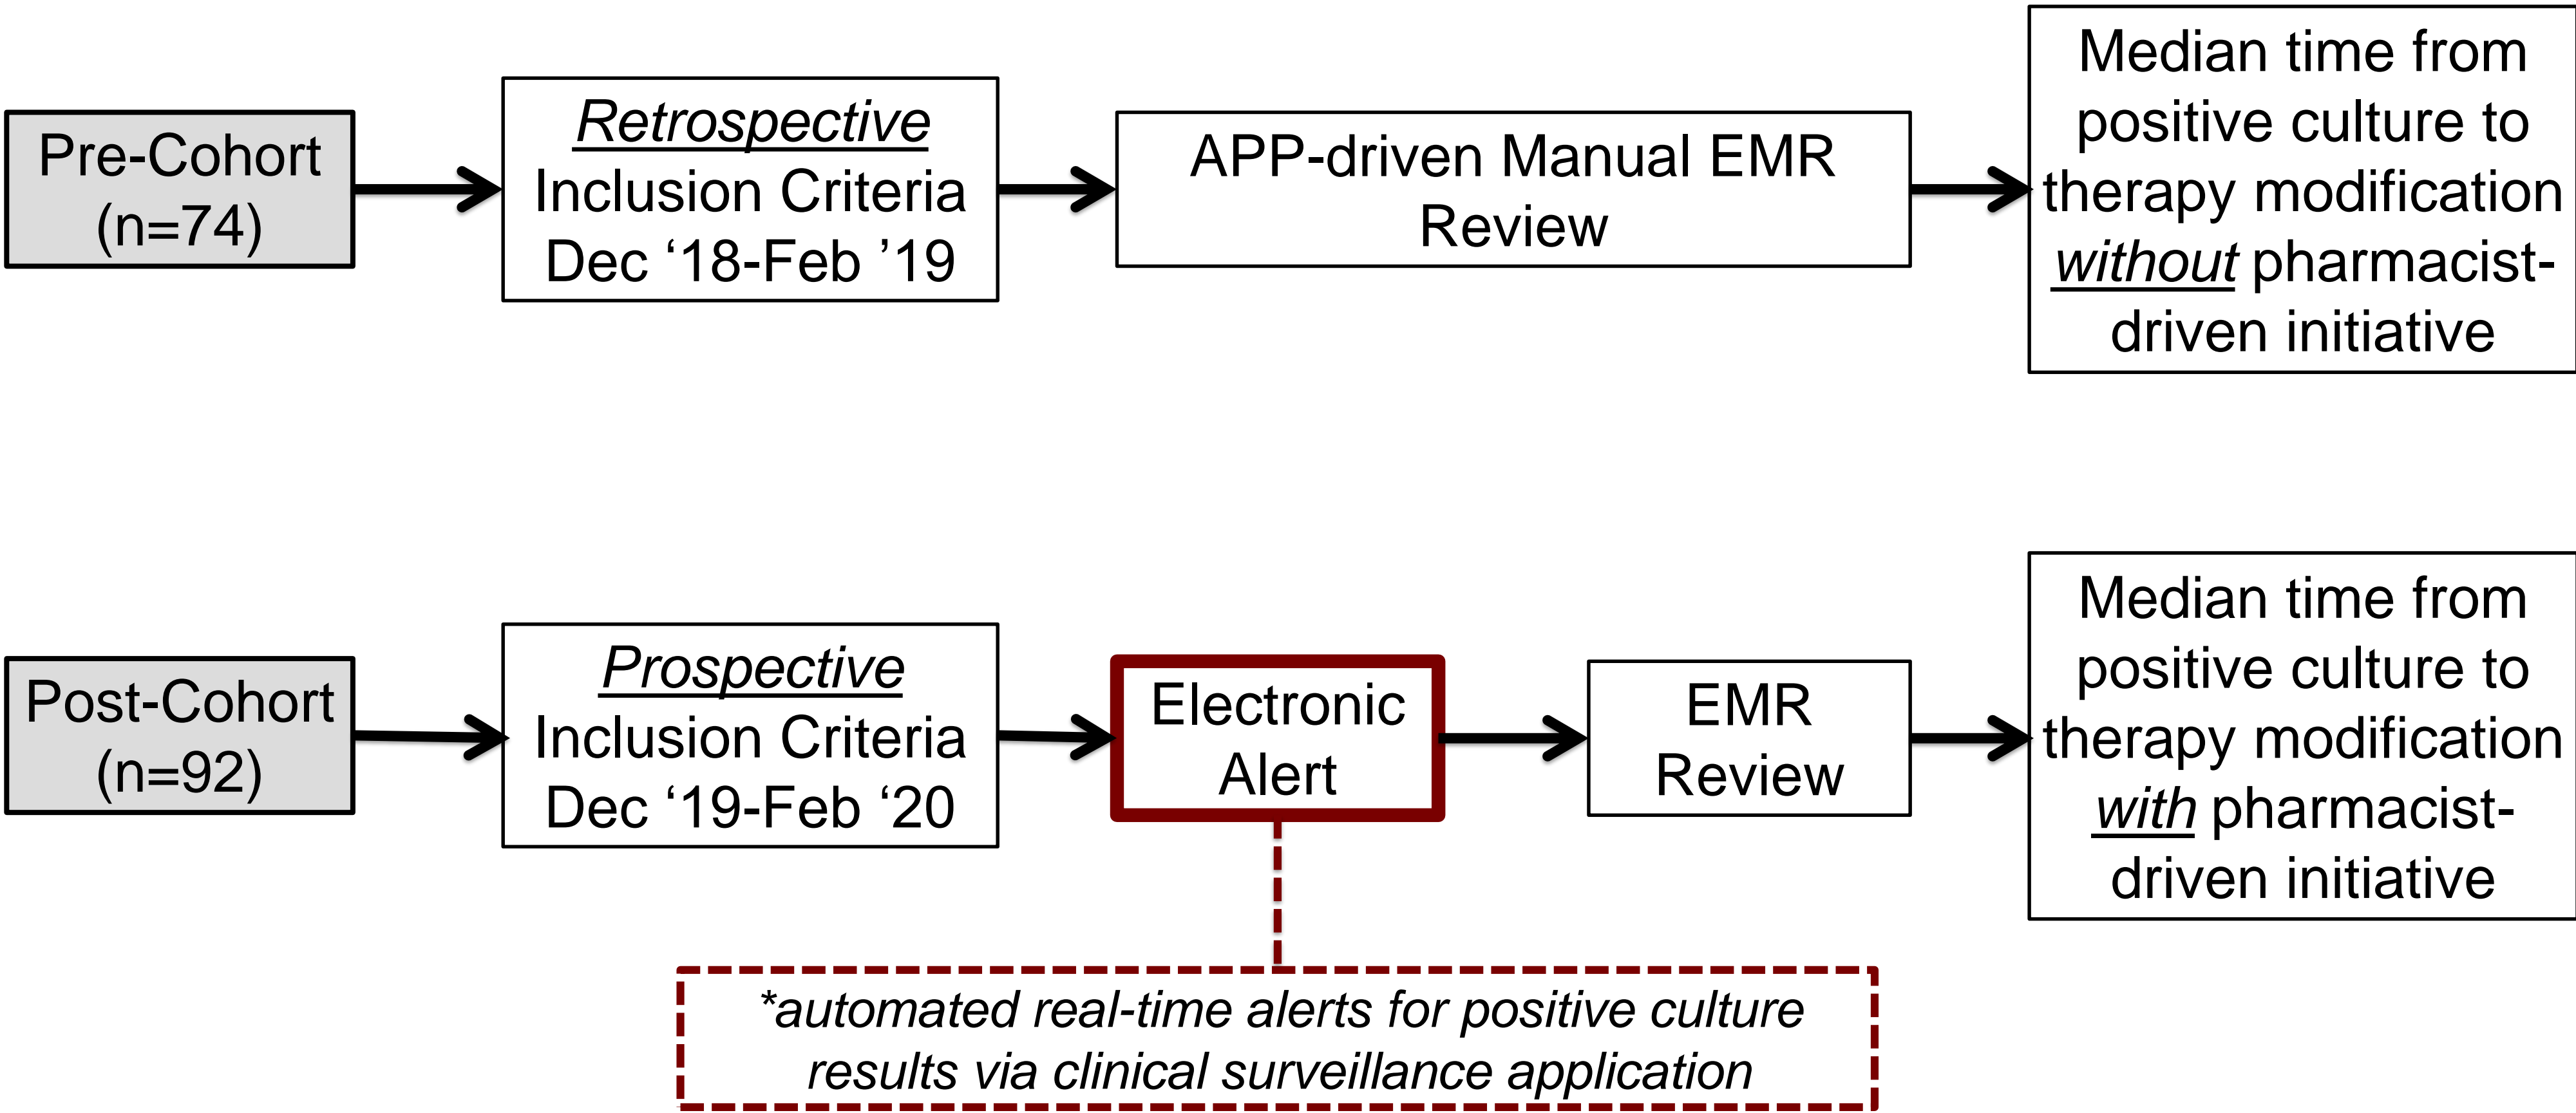 Pre-Cohort
(n=74)
Retrospective
Inclusion Criteria
Dec ‘18-Feb ’19
APP-driven Manual EMR
Review
Median time from
positive culture to
therapy modification
without pharmacist-
driven initiative
Post-Cohort
(n=92)
Prospective
Inclusion Criteria
Dec ‘19-Feb ‘20
Electronic
Alert
EMR
Review
Median time from
positive culture to
therapy modification
with pharmacist-
driven initiative
*automated real-time alerts for positive culture
results via clinical surveillance application